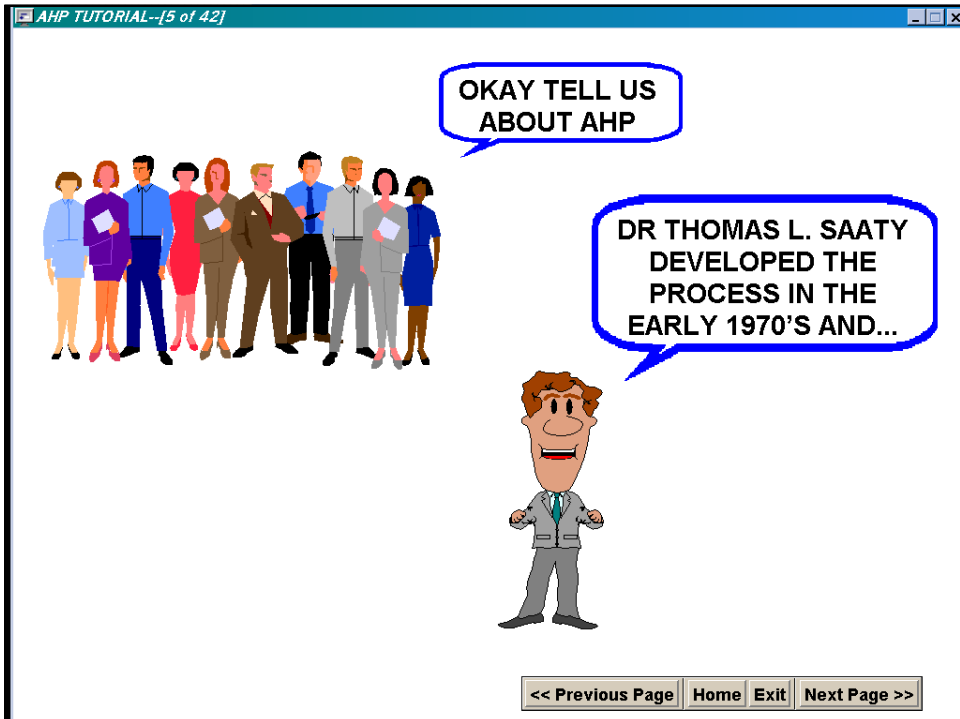 AHP TUTORIAL--[5 of 42]
OKAY TELL US
ABOUT AHP
DR THOMAS L. SAATY
DEVELOPED THE
PROCESS IN THE
EARLY 1970’S AND...
<< Previous Page Home Exit Next Page >>